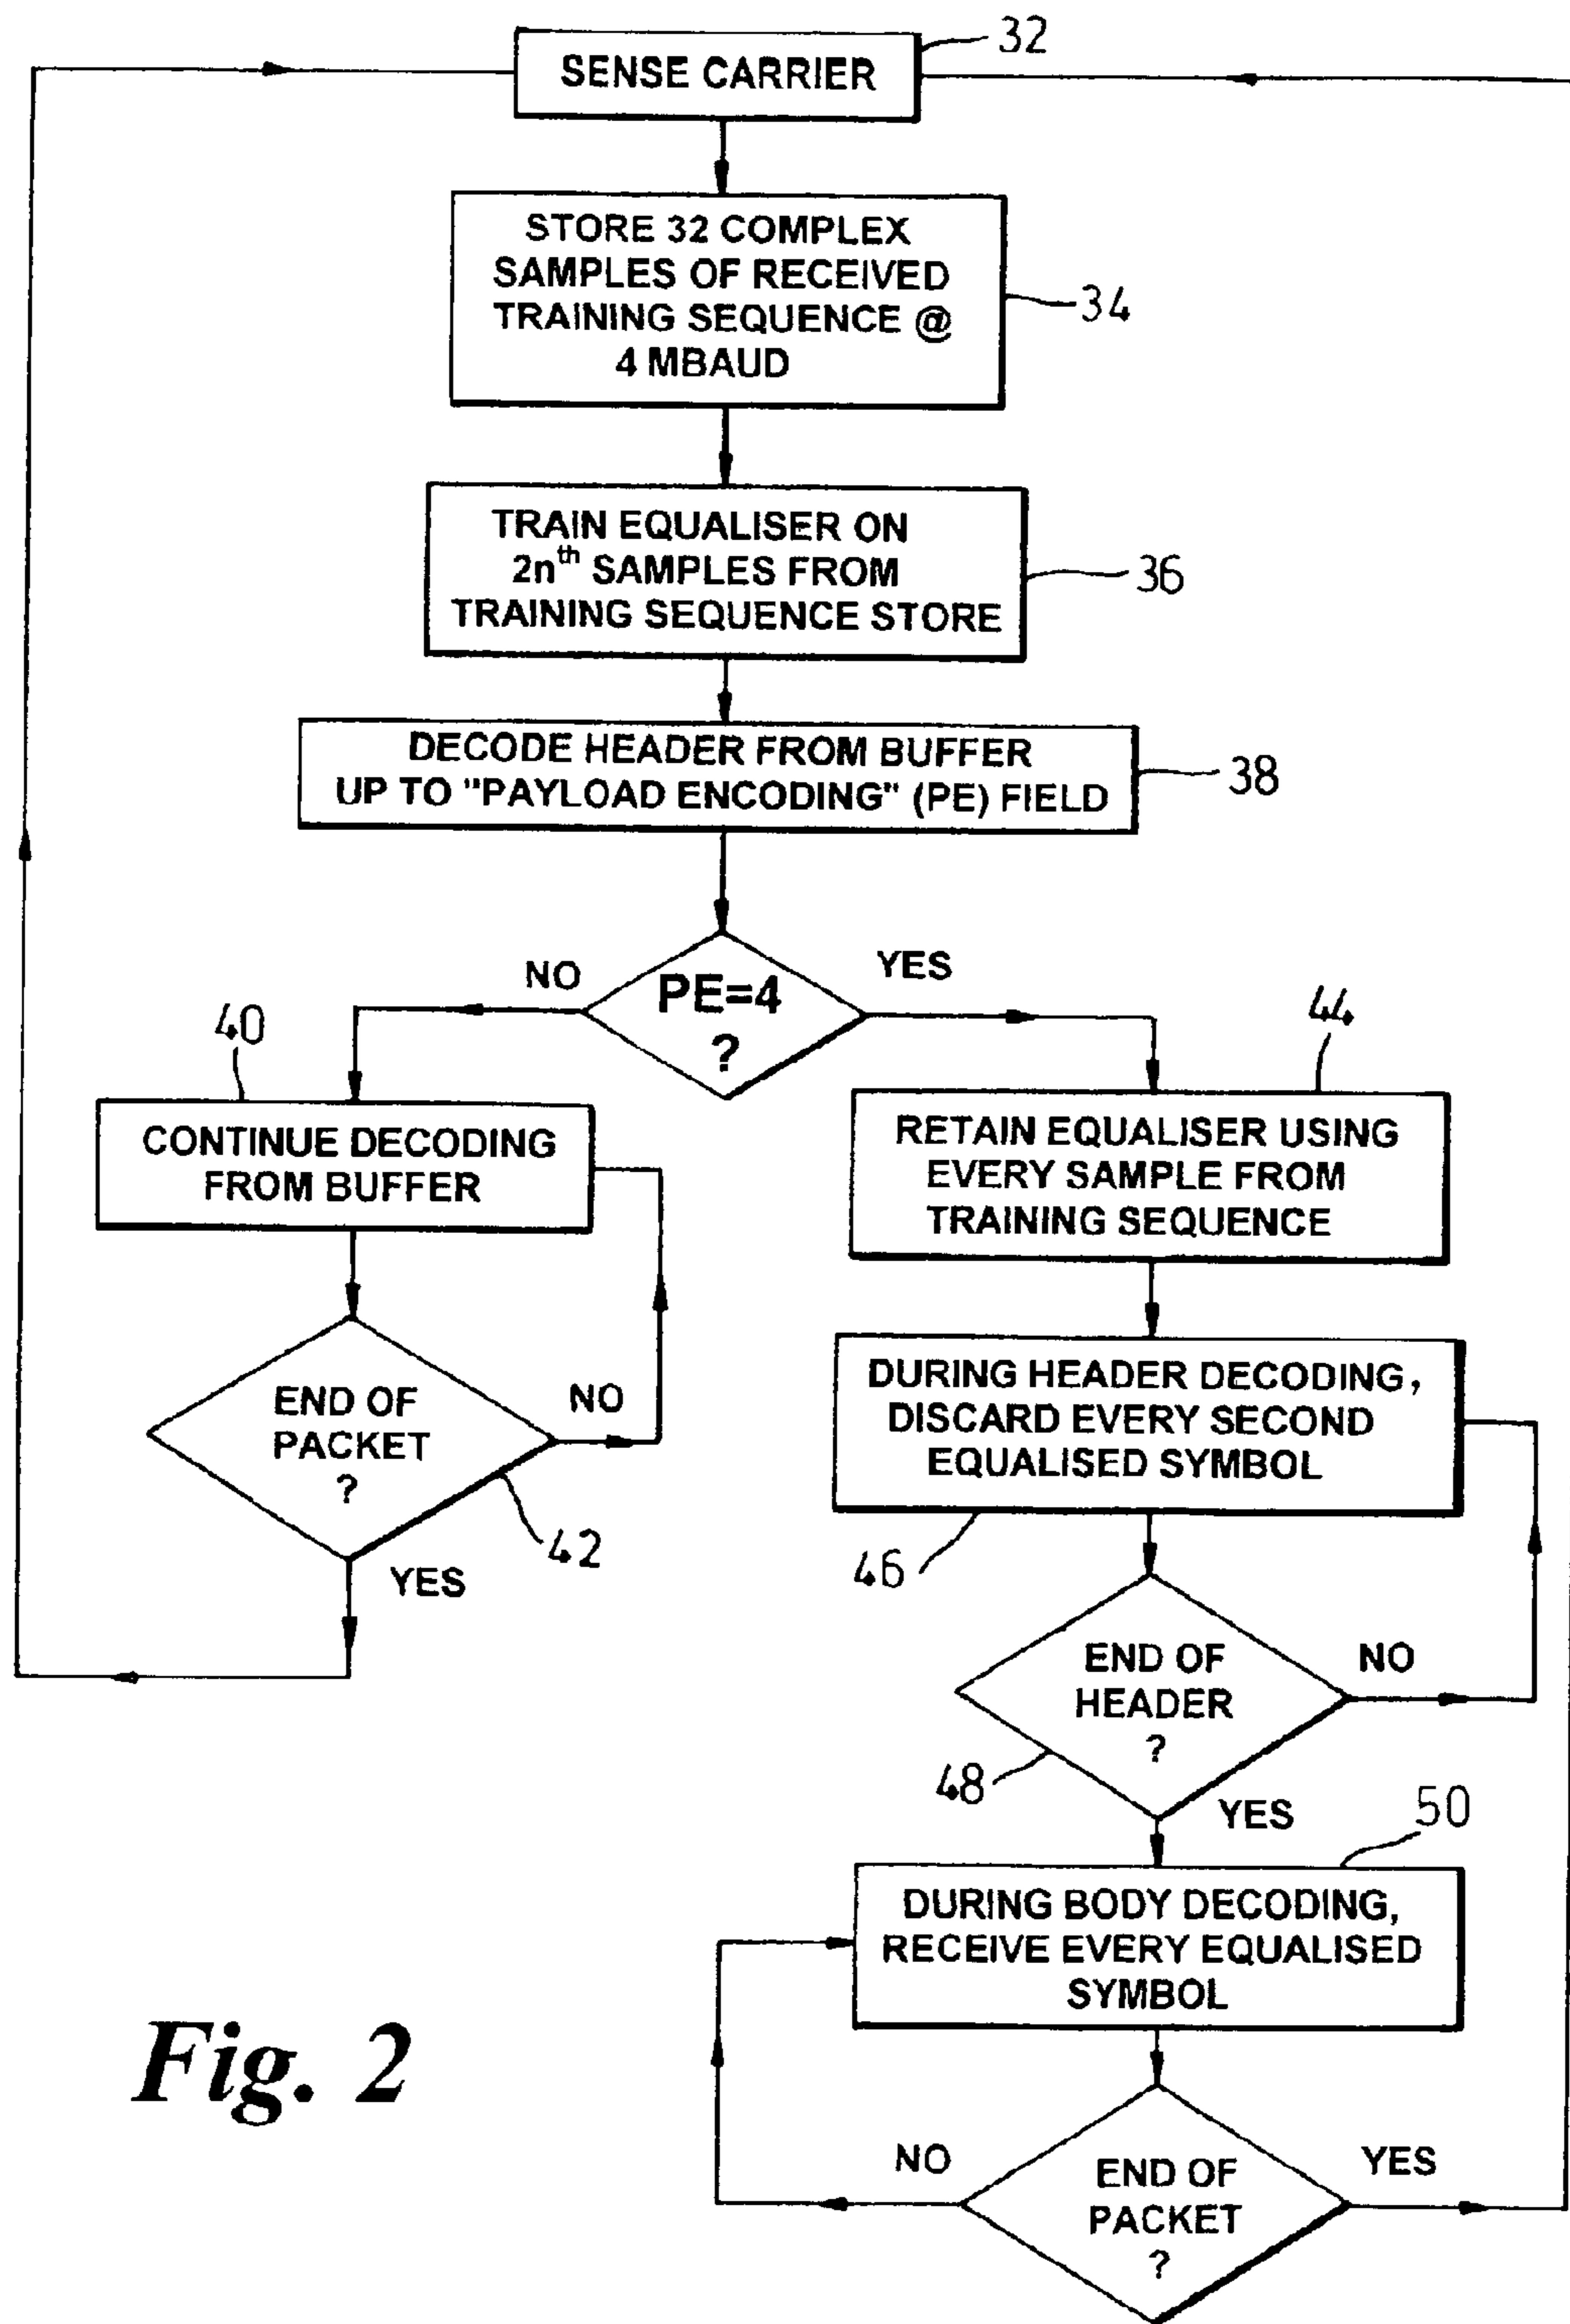 32
SENSE CARRIER
STORE 32 COMPLEX
SAMPLES OF RECEIVED
TRAINING SEQUENCE @
4 MBAUD
34
TRAIN EQUALISER ON
2nth SAMPLES FROM
TRAINING SEQUENCE STORE
36
DECODE HEADER FROM BUFFER
UP TO "PAYLOAD ENCODING" (PE) FIELD
38
NO
PE=4
?
YES
40
CONTINUE DECODING
FROM BUFFER
END OF
PACKET
?
NO
42
YES
44
RETAIN EQUALISER USING
EVERY SAMPLE FROM
TRAINING SEQUENCE
DURING HEADER DECODING,
DISCARD EVERY SECOND
EQUALISED SYMBOL
46
END OF
HEADER
?
NO
48
YES
50
DURING BODY DECODING,
RECEIVE EVERY EQUALISED
SYMBOL
NO
END OF
PACKET
?
YES
Fig. 2